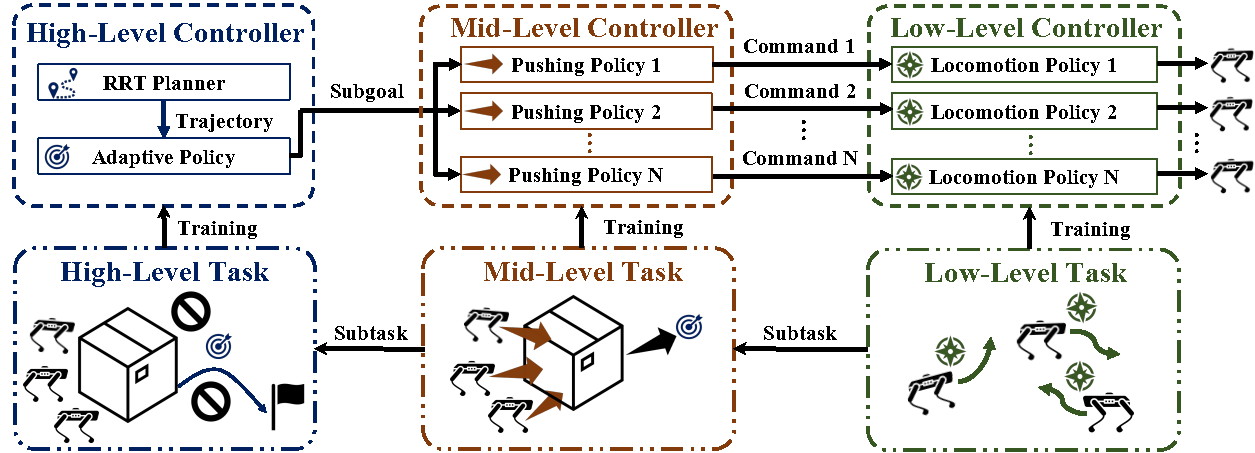 High-Level Controller
RRT Planner
Trajectory
Adaptive Policy
Subgoal
Mid-Level Controller
Pushing Policy 1
Pushing Policy 2
Pushing Policy N
Command 1
Command 2
Command N
Low-Level Controller
Locomotion Policy 1
Locomotion Policy 2
Locomotion Policy N
Training
Training
Training
High-Level Task
Subtask
Mid-Level Task
Subtask
Low-Level Task